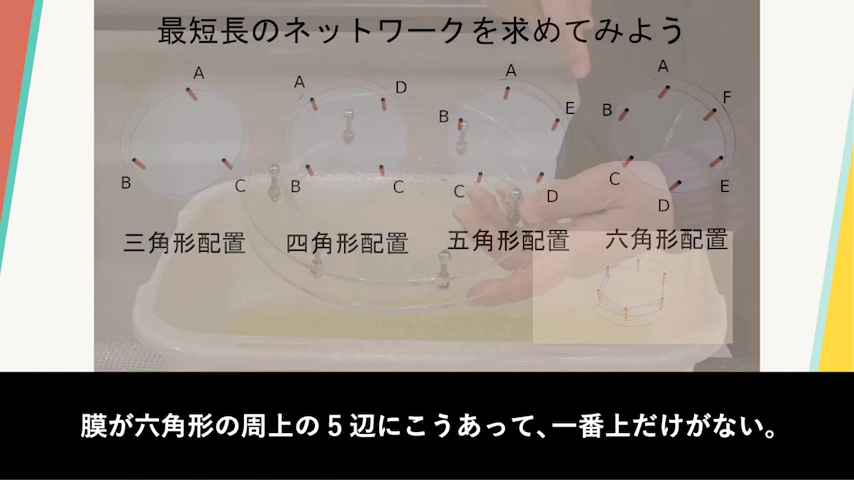 最短長のネットワークを求めてみよう
A
B
C
三角形配置
A
D
B
C
四角形配置
A
B
E
C
D
五角形配置
A
B
F
C
E
D
六角形配置
膜が六角形の周上の5辺にこうあって、一番上だけがない。